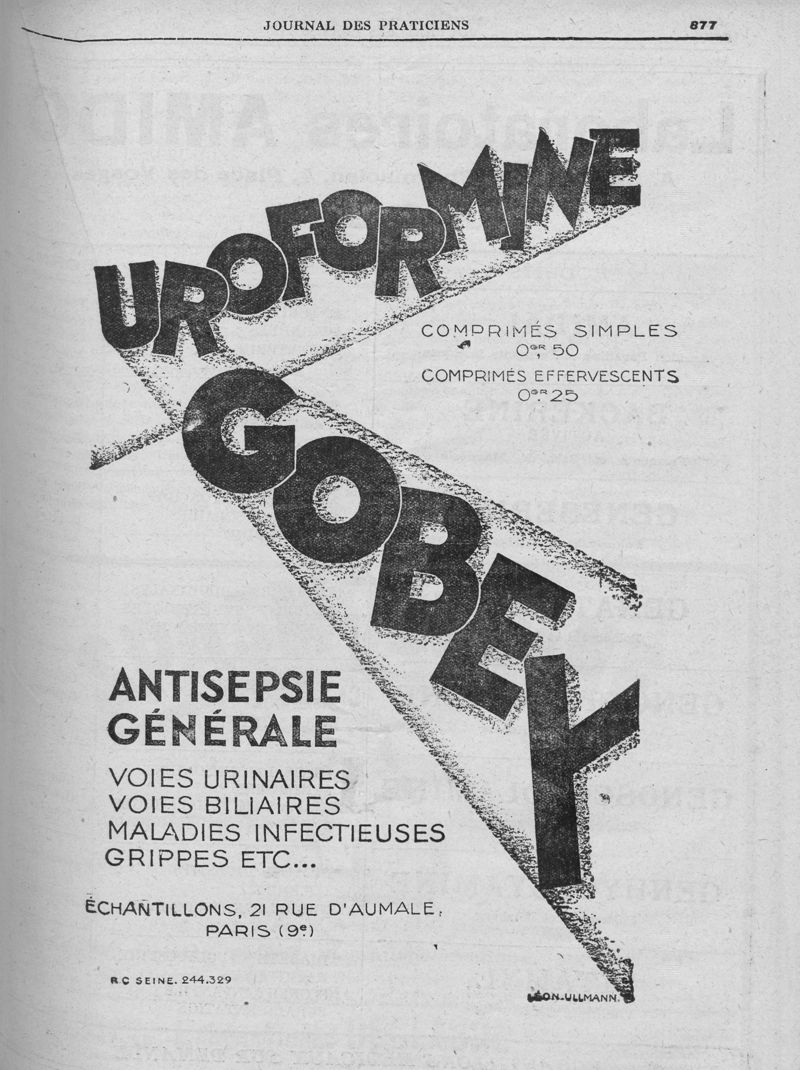 JOURNAL DES PRATICIENS 877
UROFORMINE
COMPRIMÉS SIMPLES
0GR, 50
COMPRIMÉS EFFERVESCENTS
0GR. 25
GOBEY
ANTISEPSIE
GÉNÉRALE
VOIES URINAIRES
VOIES BILIAIRES
MALADIES INFECTIEUSES
GRIPPES ETC...
ÉCHANTILLONS, 21 RUE D'AUMALE,
PARIS (9e)
R C SEINE. 244.329
LÉON-ULLMANN.